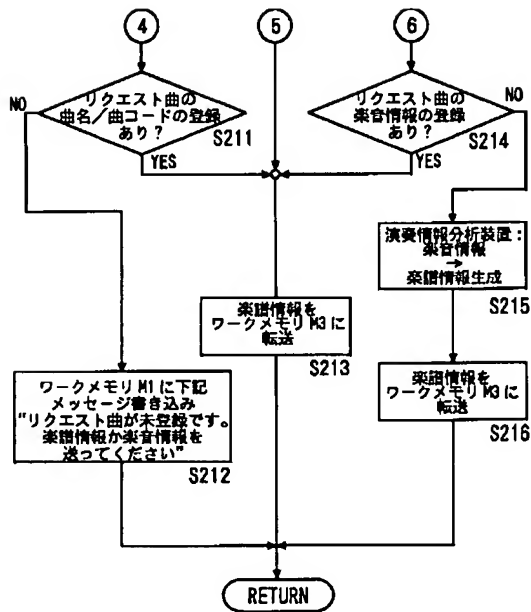 4
5
6
リクエスト曲の
曲名／曲コードの登録
あり？
NO
YES
S211
リクエスト曲の
楽音情報の登録
あり？
NO
YES
S214
演奏情報分析装置：
楽音情報
→
楽譜情報生成
S215
楽譜情報を
ワークメモリM3に
転送
S213
ワークメモリM1に下記
メッセージ書き込み
"リクエスト曲が未登録です。
楽譜情報か楽音情報を
送ってください"
S212
楽譜情報を
ワークメモリM3に
転送
S216
RETURN